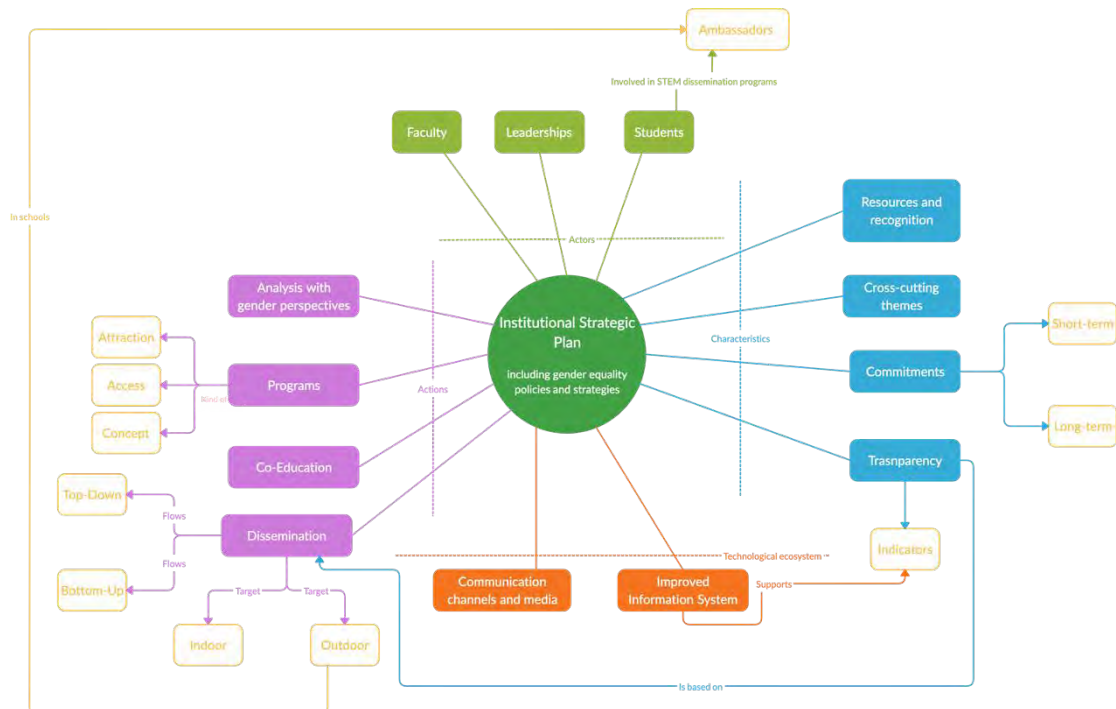 Ambassadors
Involved in STEM dissemination programs
Faculty
Leaderships
Students
Resources and
recognition
In schools
Actors
Analysis with
gender perspectives
Cross-cutting
themes
Institutional Strategic
Plan
including gender equality
policies and strategies
Short-term
Attraction
Characteristics
Access
Programs
Actions
Commitments
Kind of
Concept
Long-term
Co-Education
Trasnparency
Top-Down
Flows
Dissemination
Technological ecosystem
Indicators
Flows
Communication
channels and media
Improved
Information System
Supports
Bottom-Up
Target
Target
Indoor
Outdoor
Is based on